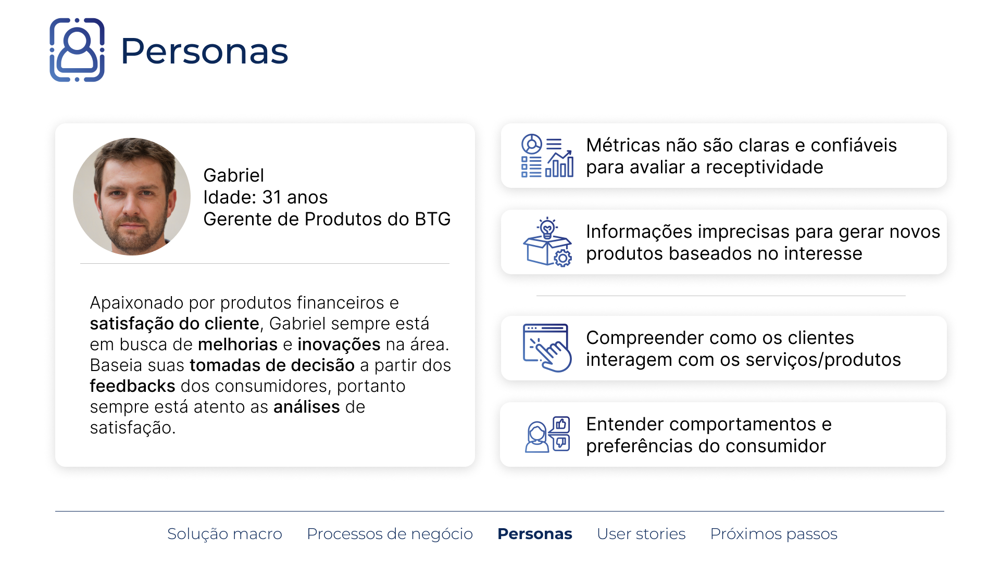 Personas
Gabriel
Idade: 31 anos
Gerente de Produtos do BTG
Apaixonado por produtos financeiros e
satisfação do cliente, Gabriel sempre está
em busca de melhorias e inovações na área.
Baseia suas tomadas de decisão a partir dos
feedbacks dos consumidores, portanto
sempre está atento as análises de
satisfação.
Métricas não são claras e confiáveis
para avaliar a receptividade
Informações imprecisas para gerar novos
produtos baseados no interesse
Compreender como os clientes
interagem com os serviços/produtos
Entender comportamentos e
preferências do consumidor
Solução macro Processos de negócio Personas User stories Próximos passos